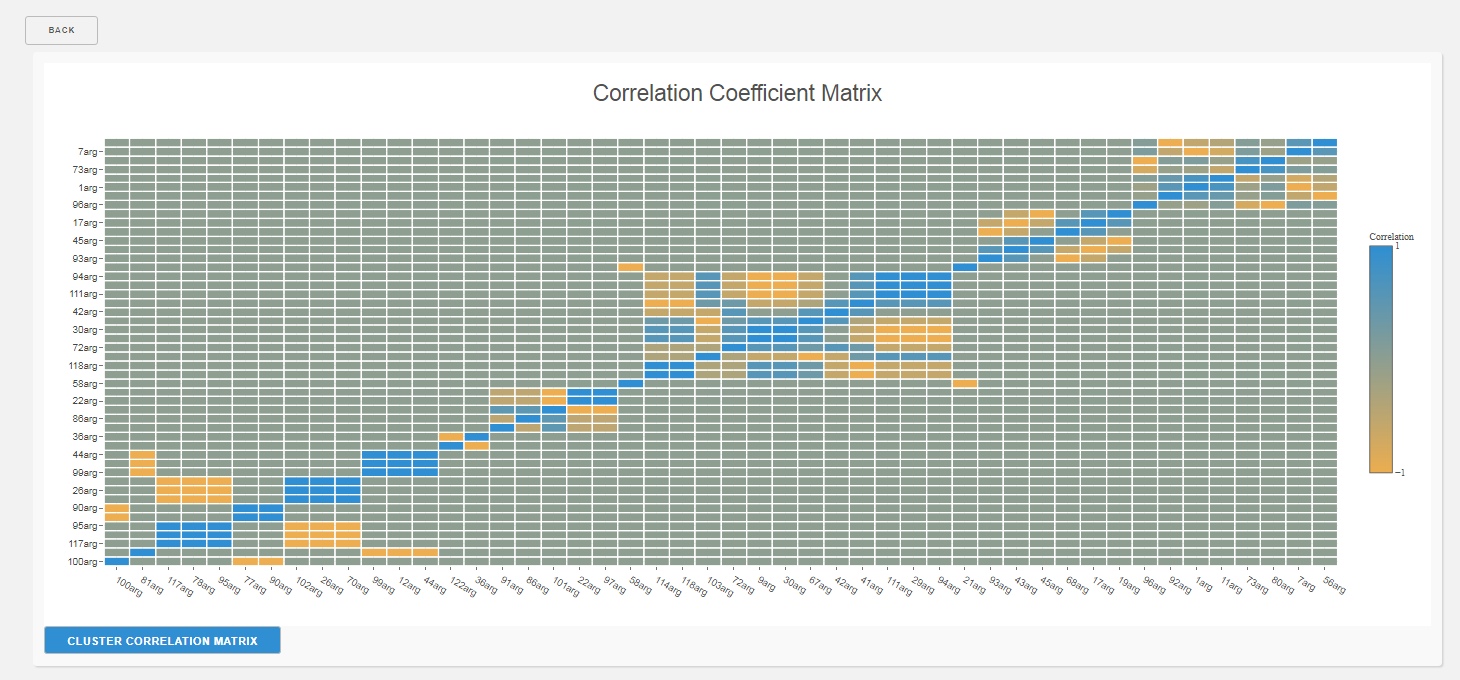 BACK
Correlation Coefficient Matrix
7arg
73arg
1arg
96arg
17arg
45arg
93arg
94arg
111arg
42arg
30arg
72arg
118arg
58arg
22arg
86arg
36arg
44arg
99arg
26arg
90arg
95arg
117arg
100arg
Correlation
1
−1
100arg 81arg 117arg 78arg 95arg 77arg 90arg 102arg 26arg 70arg 99arg 12arg 44arg 122arg 36arg 91arg 86arg 101arg 22arg 97arg 58arg 114arg 118arg 103arg 72arg 9arg 30arg 67arg 42arg 41arg 111arg 29arg 94arg 21arg 93arg 43arg 45arg 68arg 17arg 19arg 96arg 92arg 1arg 11arg 73arg 80arg 7arg 56arg
CLUSTER CORRELATION MATRIX